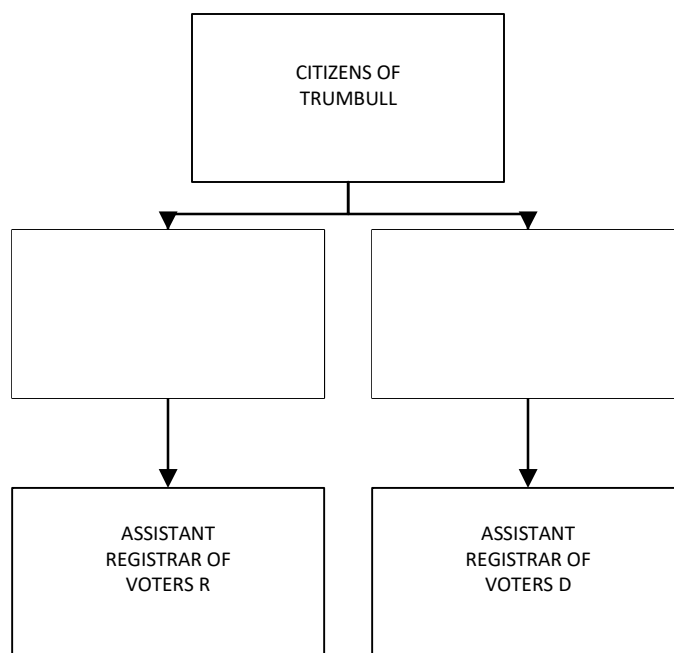 CITIZENS OF
TRUMBULL
ASSISTANT
REGISTRAR OF
VOTERS R
ASSISTANT
REGISTRAR OF
VOTERS D